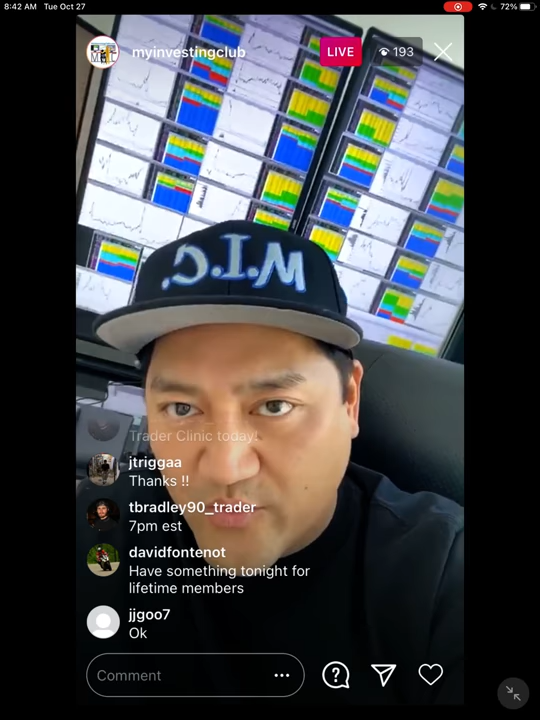 8:42 AM Tue Oct 27
72%
myinvestingclub
LIVE
193
M.I.C.
Trader Clinic today!
jtriggaa
Thanks !!
tbradley90_trader
7pm est
davidfontenot
Have something tonight for
lifetime members
jjgoo7
Ok
Comment